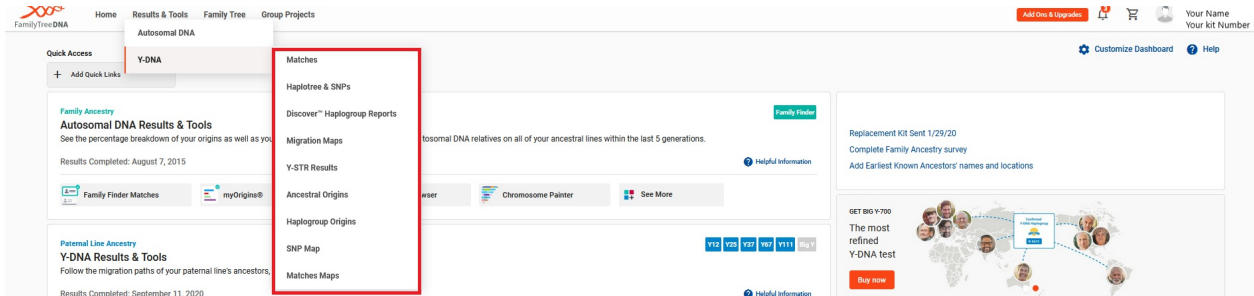 FamilyTreeDNA
Home Results & Tools Family Tree Group Projects
Add Ons & Upgrades
3
Your Name
Your kit Number
Autosomal DNA
Y-DNA
Matches
Haplotree & SNPs
Discover™ Haplogroup Reports
Migration Maps
Y-STR Results
Ancestral Origins
Haplogroup Origins
SNP Map
Matches Maps
Quick Access
+ Add Quick Links
Customize Dashboard
Help
Family Ancestry
Family Finder
Autosomal DNA Results & Tools
See the percentage breakdown of your origins as well as you
tosomal DNA relatives on all of your ancestral lines within the last 5 generations.
Results Completed: August 7, 2015
Helpful Information
Family Finder Matches
myOrigins®
wser
Chromosome Painter
See More
Paternal Line Ancestry
Y12 Y25 Y37 Y67 Y111 Big Y
Y-DNA Results & Tools
Follow the migration paths of your paternal line's ancestors,
Results Completed: September 11, 2020
Helpful Information
Replacement Kit Sent 1/29/20
Complete Family Ancestry survey
Add Earliest Known Ancestors' names and locations
GET BIG Y-700
The most
refined
Y-DNA test
Buy now